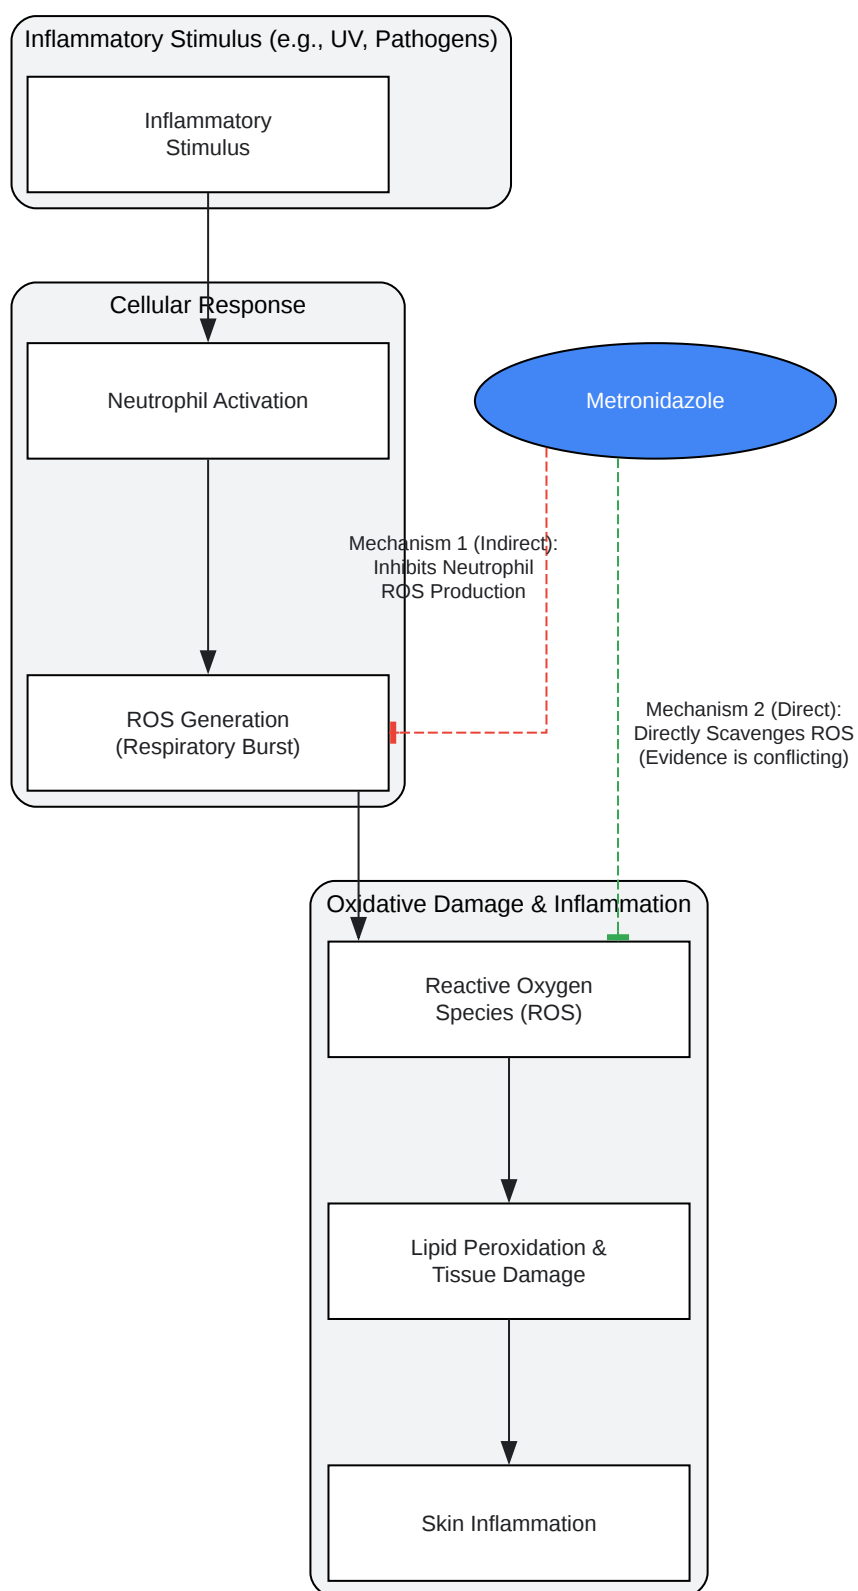 Inflammatory Stimulus (e.g., UV, Pathogens)
Inflammatory
Stimulus
Cellular Response
Neutrophil Activation
Metronidazole
Mechanism 1 (Indirect):
Inhibits Neutrophil
ROS Production
ROS Generation
(Respiratory Burst)
Mechanism 2 (Direct):
Directly Scavenges ROS
(Evidence is conflicting)
Oxidative Damage & Inflammation
Reactive Oxygen
Species (ROS)
Lipid Peroxidation &
Tissue Damage
Skin Inflammation